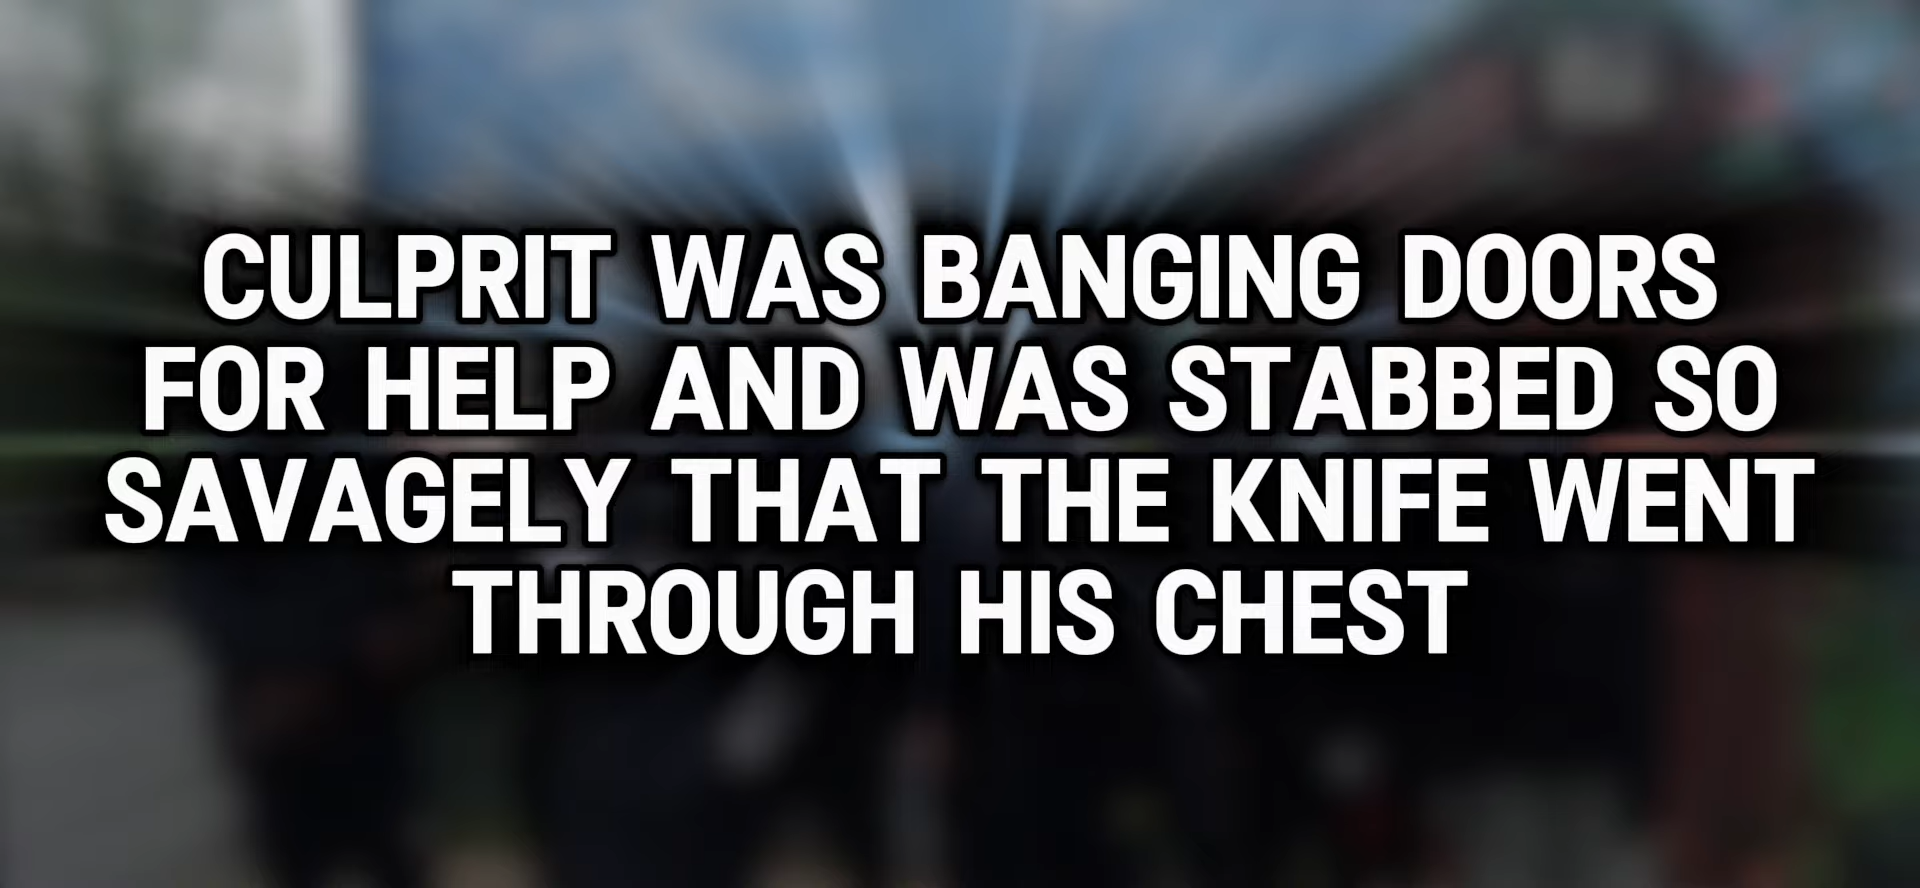 CULPRIT WAS BANGING DOORS
FOR HELP AND WAS STABBED SO
SAVAGELY THAT THE KNIFE WENT
THROUGH HIS CHEST